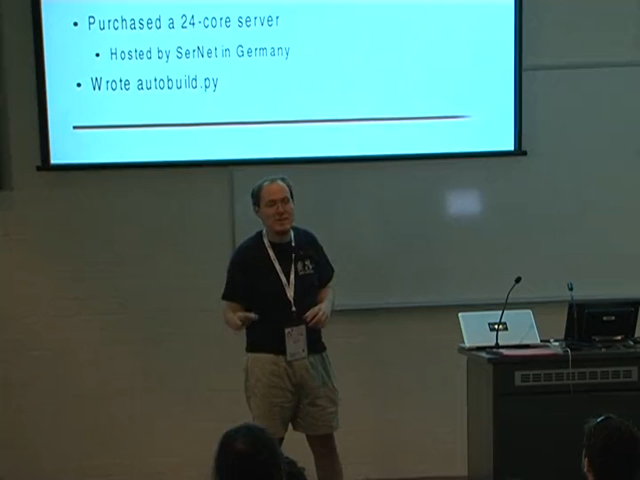 • Purchased a 24-core server
• Hosted by SerNet in Germany
• Wrote autobuild.py